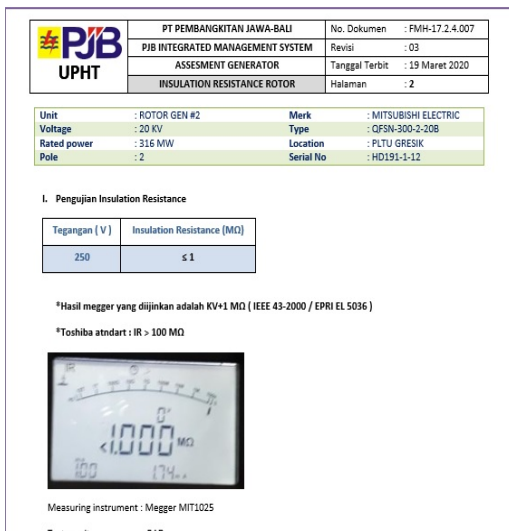 PJB
UPHT
PT PEMBANGKITAN JAWA-BALI
No. Dokumen : FMH-17.2.4.007
PJB INTEGRATED MANAGEMENT SYSTEM
Revisi : 03
ASSESMENT GENERATOR
Tanggal Terbit : 19 Maret 2020
INSULATION RESISTANCE ROTOR
Halaman : 2
Unit : ROTOR GEN #2 Merk : MITSUBISHI ELECTRIC
Voltage : 20 KV Type : QFSN-300-2-20B
Rated power : 316 MW Location : PLTU GRESIK
Pole : 2 Serial No : HD191-1-12
I. Pengujian Insulation Resistance
Tegangan ( V ) Insulation Resistance (MΩ)
250 ≤ 1
*Hasil megger yang diijinkan adalah KV+1 MΩ ( IEEE 43-2000 / EPRI EL 5036 )
*Toshiba atndart : IR > 100 MΩ
<1.000 MΩ
100
Measuring instrument : Megger MIT1025